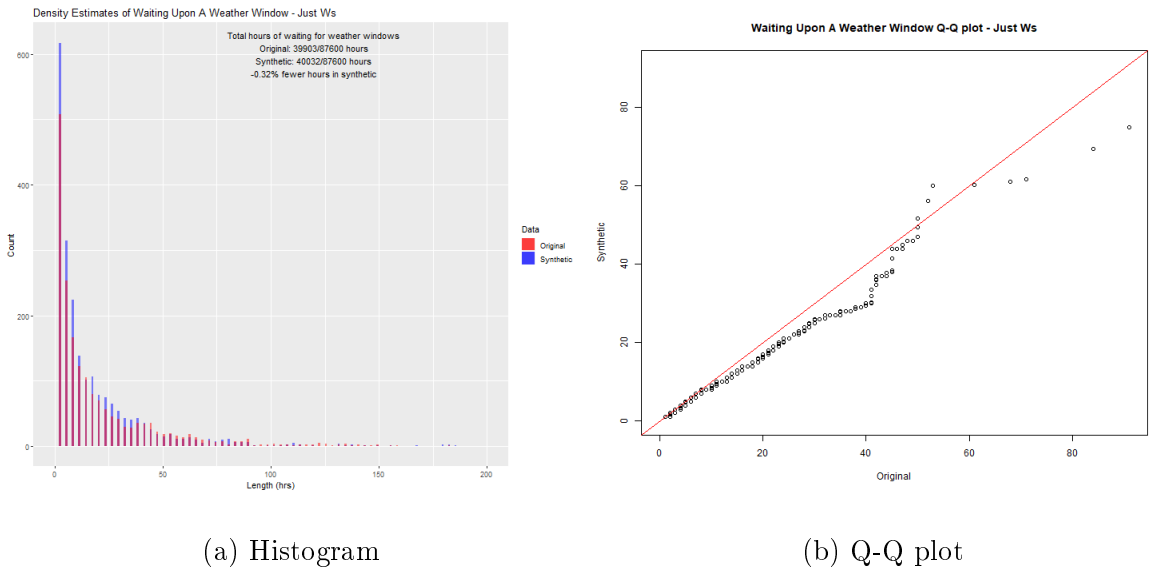 Density Estimates of Waiting Upon A Weather Window - Just Ws
Total hours of waiting for weather windows
Original: 39903/87600 hours
Synthetic: 40032/87600 hours
-0.32% fewer hours in synthetic
600
400
200
0
Count
0 50 100 150 200
Length (hrs)
Data
Original
Synthetic
(a) Histogram
Waiting Upon A Weather Window Q-Q plot - Just Ws
80
60
40
20
0
Synthetic
0 20 40 60 80
Original
(b) Q-Q plot